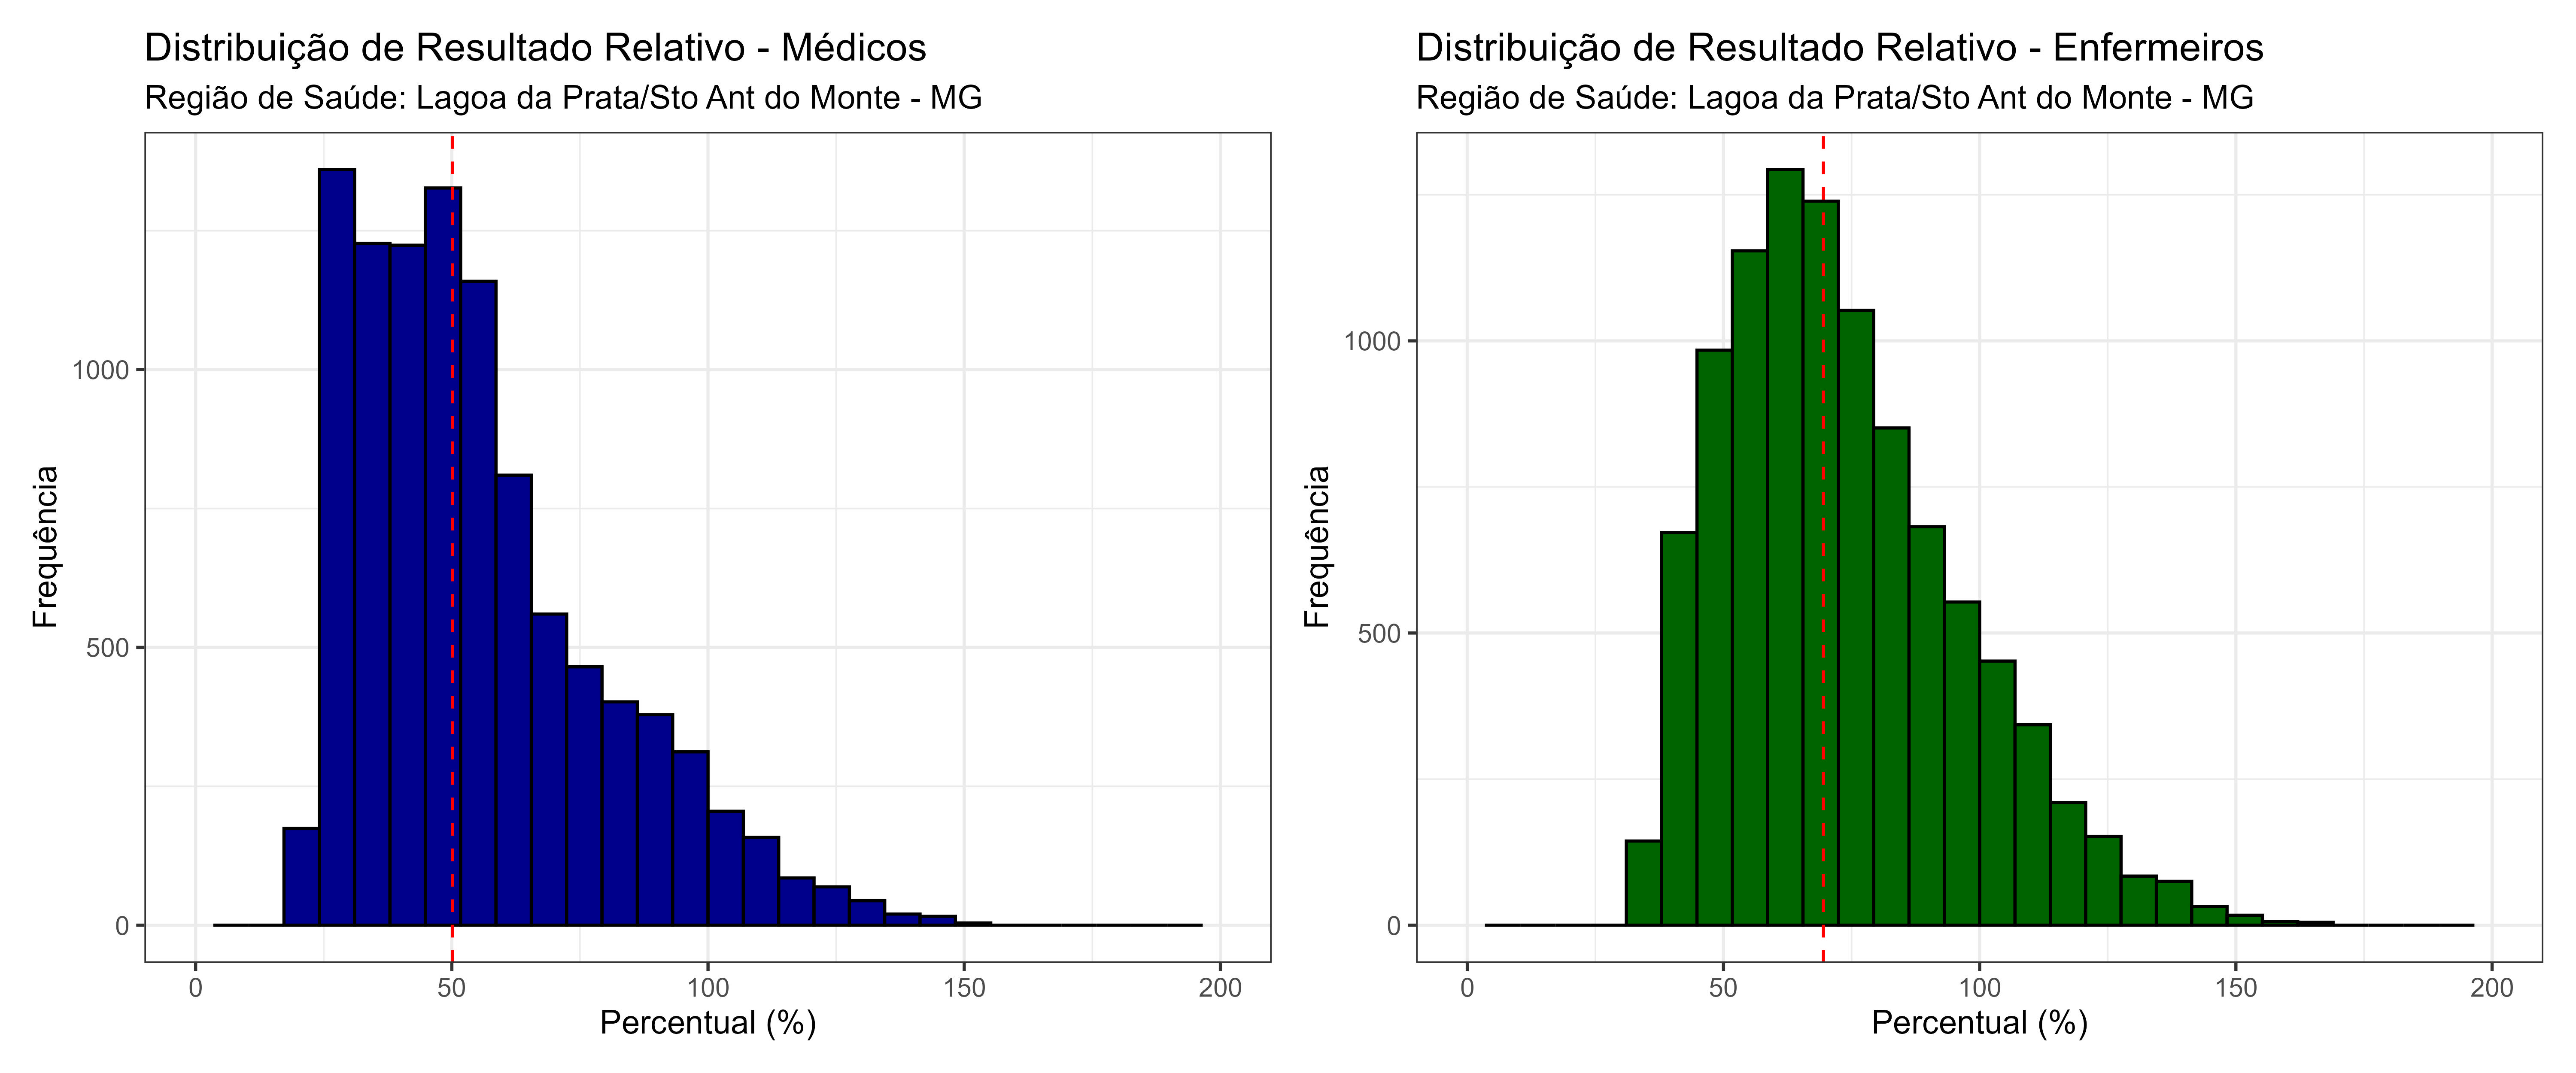 Distribuição de Resultado Relativo - Médicos
Região de Saúde: Lagoa da Prata/Sto Ant do Monte - MG
Frequência
1000
500
0
0
50
100
150
200
Percentual (%)
Distribuição de Resultado Relativo - Enfermeiros
Região de Saúde: Lagoa da Prata/Sto Ant do Monte - MG
Frequência
1000
500
0
0
50
100
150
200
Percentual (%)